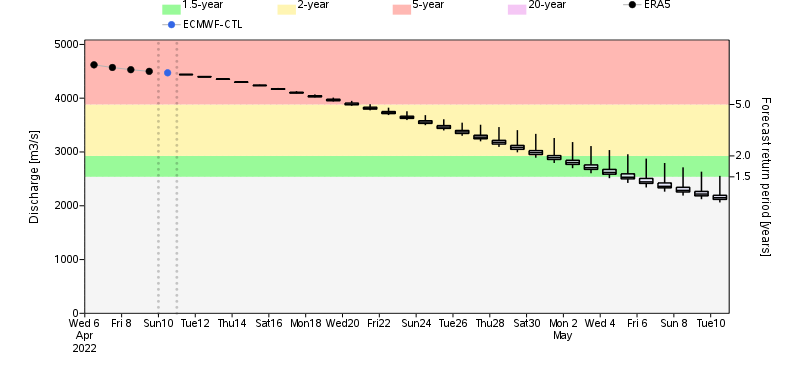 1.5-year 2-year 5-year 20-year ERA5
ECMWF-CTL
5000
4000
3000
2000
1000
0
Discharge [m3/s]
5.0
2.0
1.5
Forecast return period [years]
Wed 6 Fri 8 Sun10 Tue12 Thu14 Sat16 Mon18 Wed20 Fri22 Sun24 Tue26 Thu28 Sat30 Mon 2 Wed 4 Fri 6 Sun 8 Tue10
Apr May
2022